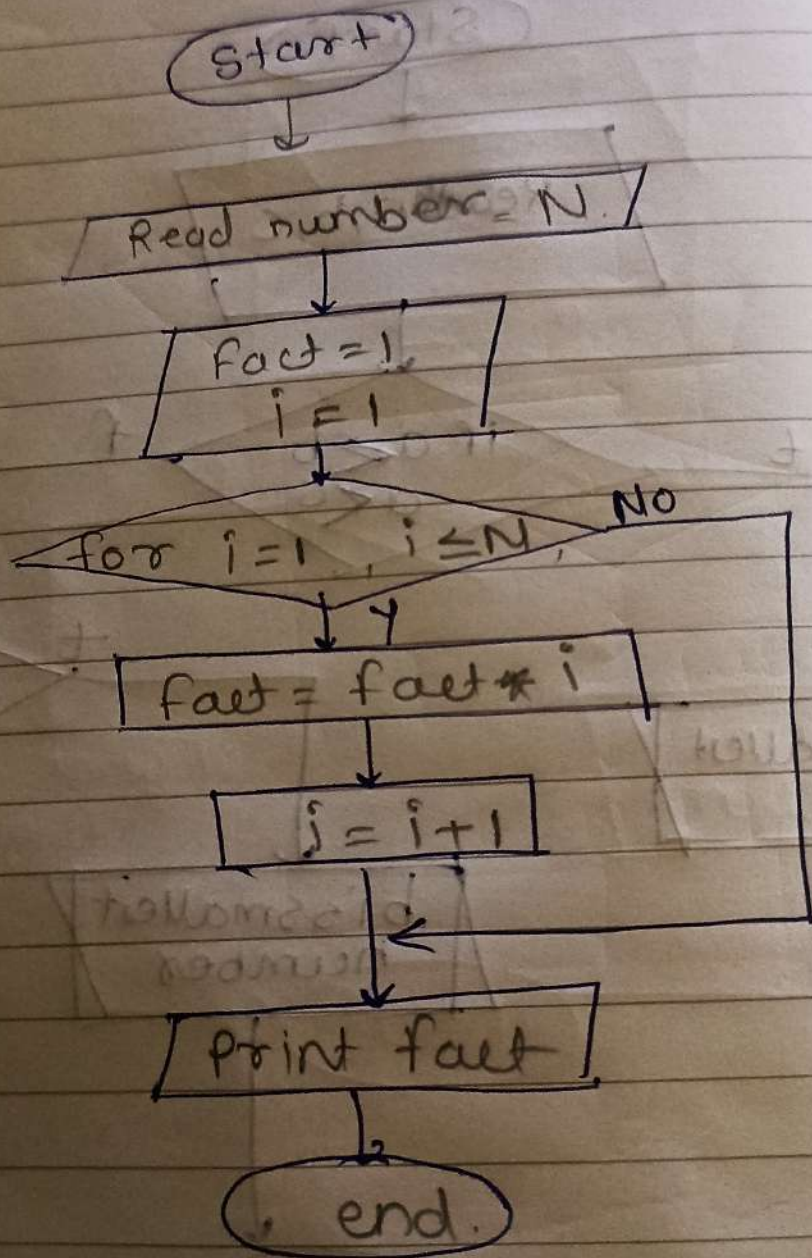 Start
Read number = N.
fact = 1
i = 1
for i = 1 , i ≤ N ,
NO
Y
fact = fact * i
i = i + 1
print fact
end.